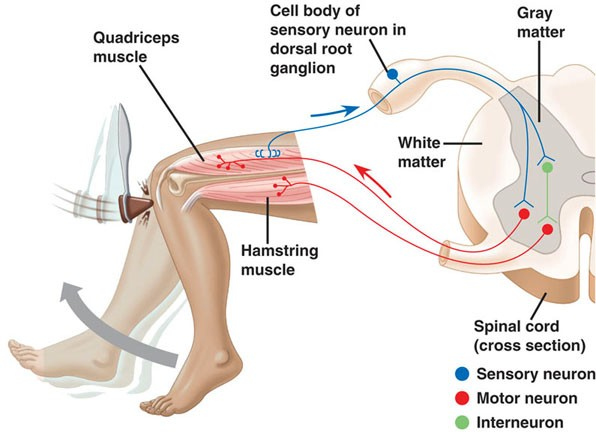 Quadriceps
muscle
Cell body of
sensory neuron in
dorsal root
ganglion
Gray
matter
White
matter
Hamstring
muscle
Spinal cord
(cross section)
Sensory neuron
Motor neuron
Interneuron